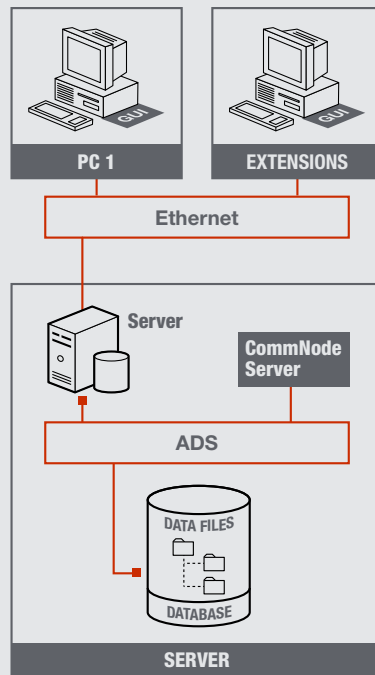 GUI
PC 1
GUI
EXTENSIONS
Ethernet
Server
CommNode
Server
ADS
DATA FILES
DATABASE
SERVER